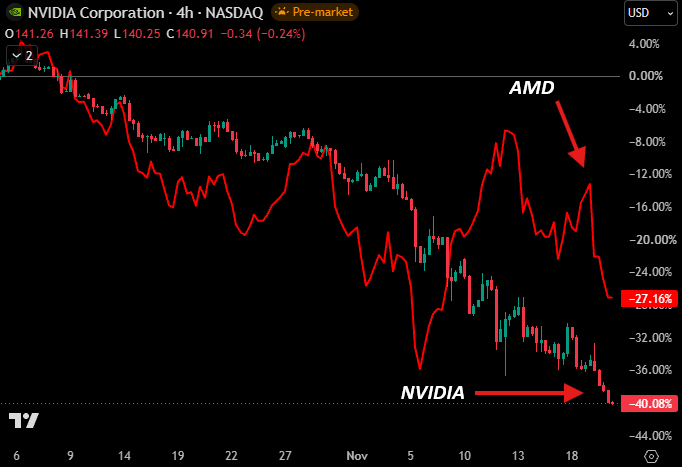 NVIDIA Corporation · 4h · NASDAQ Pre-market USD
O141.26 H141.39 L140.25 C140.91 −0.34 (−0.24%)
2
4.00%
0.00%
AMD
−4.00%
−8.00%
−12.00%
−16.00%
−20.00%
−24.00%
−27.16%
−32.00%
−36.00%
NVIDIA
−40.08%
−44.00%
6 9 14 22 27 Nov 5 10 13 18